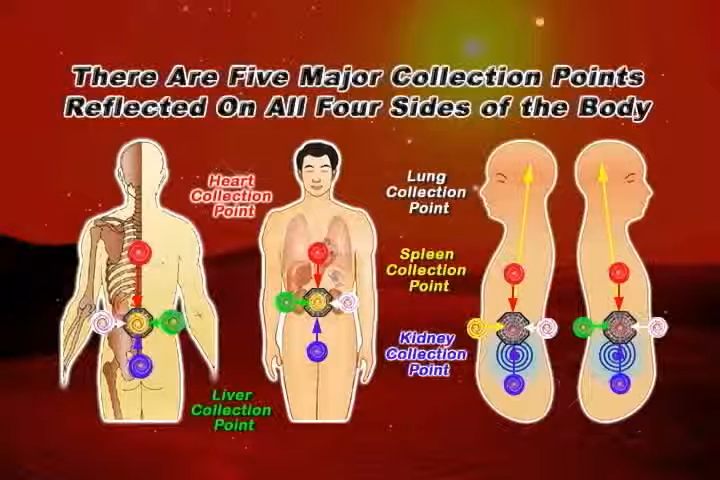 There Are Five Major Collection Points
Reflected On All Four Sides of the Body
Heart
Collection
Point
Lung
Collection
Point
Spleen
Collection
Point
Kidney
Collection
Point
Liver
Collection
Point